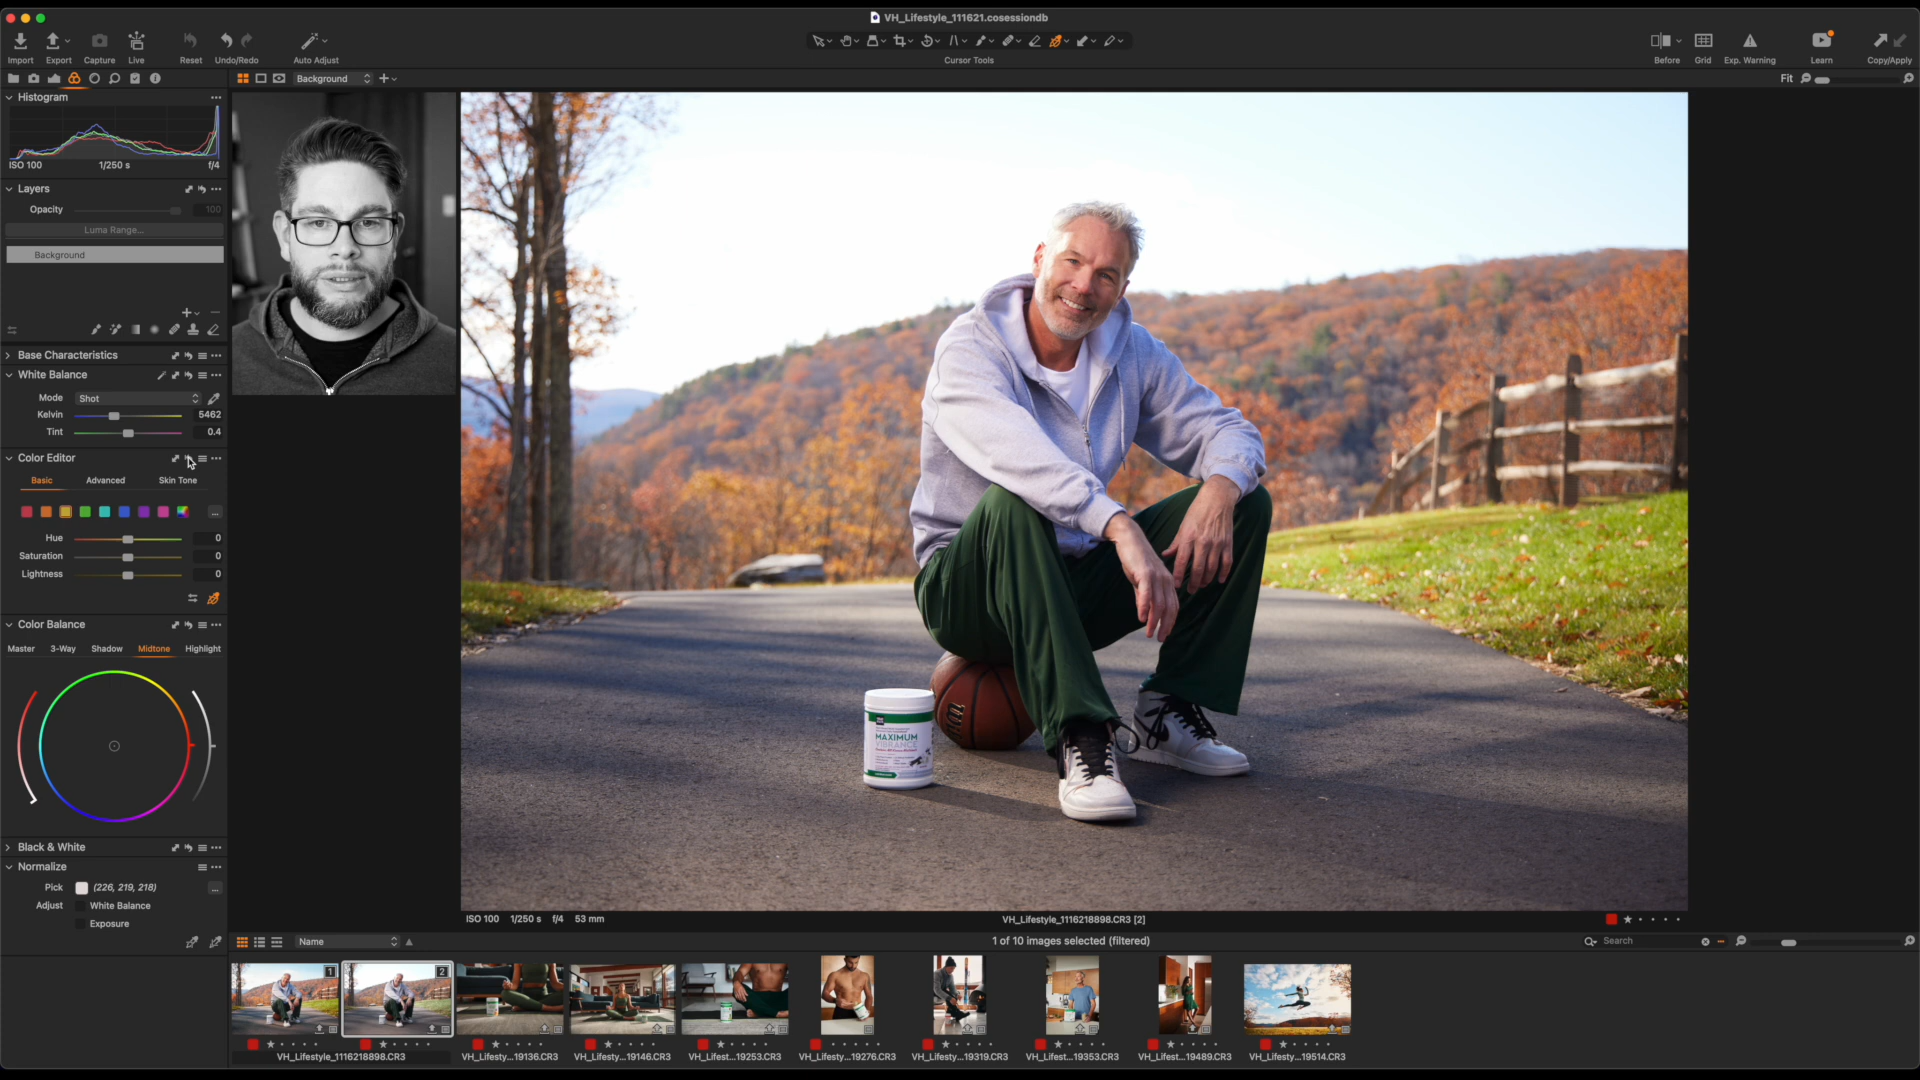 VH_Lifestyle_111621.cosessiondb
Import Export Capture Live Reset Undo/Redo Auto Adjust Cursor Tools Before Grid Exp. Warning Learn Copy/Apply
Background Fit
Histogram
ISO 100 1/250 s f/4
Layers
Opacity 100
Luma Range...
Background
Base Characteristics
White Balance
Mode Shot
Kelvin 5462
Tint 0.4
Color Editor
Basic Advanced Skin Tone
Hue 0
Saturation 0
Lightness 0
Color Balance
Master 3-Way Shadow Midtone Highlight
Black & White
Normalize
Pick (226, 219, 218)
Adjust White Balance
Exposure
MAXIMUM
VIBRANCE
ISO 100 1/250 s f/4 53 mm VH_Lifestyle_1116218898.CR3 [2]
Name 1 of 10 images selected (filtered) Search
1 2
VH_Lifestyle_1116218898.CR3 VH_Lifesty...19136.CR3 VH_Lifesty...19146.CR3 VH_Lifest...19253.CR3 VH_Lifesty...19276.CR3 VH_Lifesty...19319.CR3 VH_Lifest...19353.CR3 VH_Lifest...19489.CR3 VH_Lifesty...19514.CR3